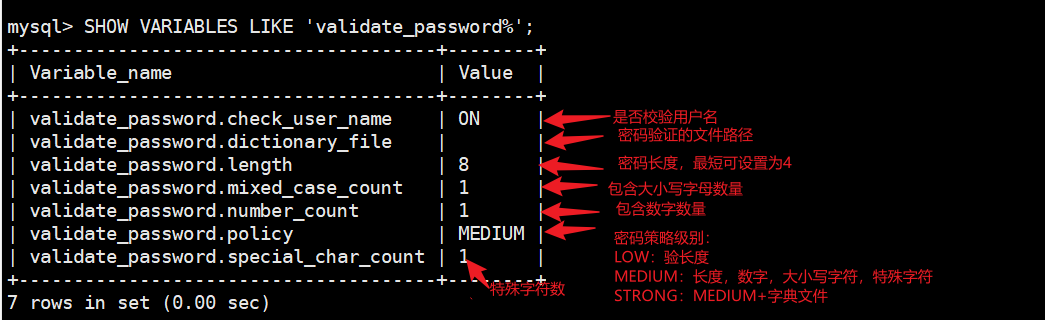 mysql> SHOW VARIABLES LIKE 'validate_password%';
+--------------------------------------+--------+
| Variable_name                        | Value  |
+--------------------------------------+--------+
| validate_password.check_user_name    | ON     | 是否校验用户名
| validate_password.dictionary_file    |        | 密码验证的文件路径
| validate_password.length             | 8      | 密码长度，最短可设置为4
| validate_password.mixed_case_count   | 1      | 包含大小写字母数量
| validate_password.number_count       | 1      | 包含数字数量
| validate_password.policy             | MEDIUM |
| validate_password.special_char_count | 1      |
+--------------------------------------+--------+
7 rows in set (0.00 sec)
特殊字符数
密码策略级别：
LOW：验长度
MEDIUM：长度，数字，大小写字符，特殊字符
STRONG：MEDIUM+字典文件